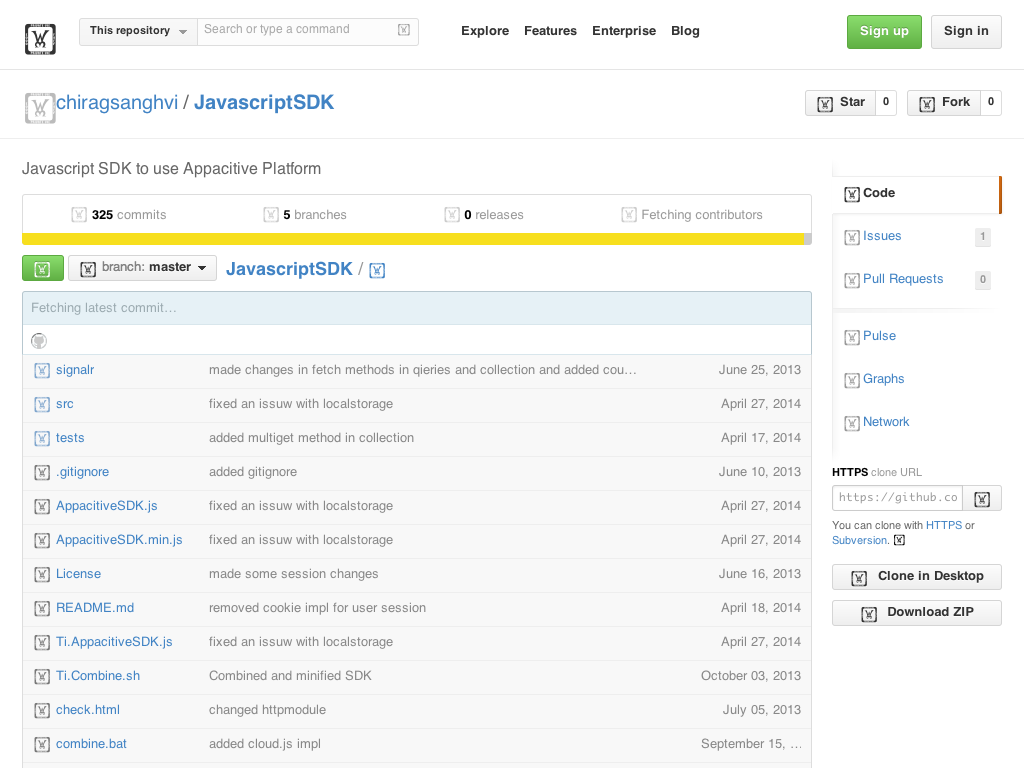 This repository
Search or type a command
Explore Features Enterprise Blog
Sign up
Sign in
chiragsanghvi / JavascriptSDK
Star 0
Fork 0
Javascript SDK to use Appacitive Platform
325 commits
5 branches
0 releases
Fetching contributors
branch: master
JavascriptSDK /
Fetching latest commit…
signalr made changes in fetch methods in qieries and collection and added cou… June 25, 2013
src fixed an issuw with localstorage April 27, 2014
tests added multiget method in collection April 17, 2014
.gitignore added gitignore June 10, 2013
AppacitiveSDK.js fixed an issuw with localstorage April 27, 2014
AppacitiveSDK.min.js fixed an issuw with localstorage April 27, 2014
License made some session changes June 16, 2013
README.md removed cookie impl for user session April 18, 2014
Ti.AppacitiveSDK.js fixed an issuw with localstorage April 27, 2014
Ti.Combine.sh Combined and minified SDK October 03, 2013
check.html changed httpmodule July 05, 2013
combine.bat added cloud.js impl September 15, …
Code
Issues 1
Pull Requests 0
Pulse
Graphs
Network
HTTPS clone URL
https://github.co
You can clone with HTTPS or
Subversion.
Clone in Desktop
Download ZIP